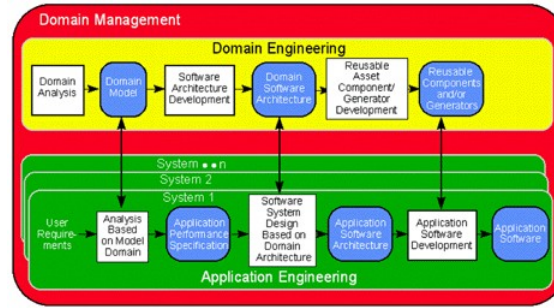 Domain Management
Domain Engineering
Domain
Analysis
Domain
Model
Software
Architecture
Development
Domain
Software
Architecture
Reusable
Asset
Component/
Generator
Development
Reusable
Components
and/or
Generators
System ●●n
System 2
System 1
User
Require-
ments
Analysis
Based
on Model
Domain
Application
Performance
Specification
Software
System
Design
Based on
Domain
Architecture
Application
Software
Architecture
Application
Software
Development
Application
Software
Application Engineering